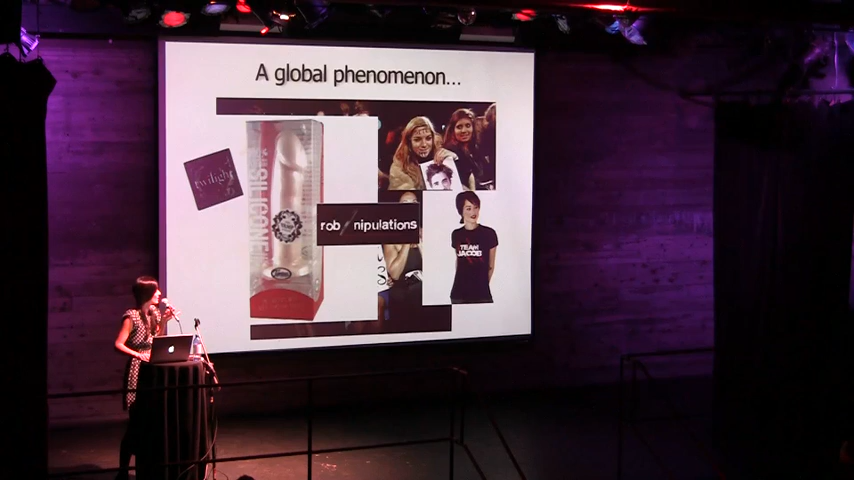 A global phenomenon...
twilight
SILICONE
rob nipulations
TEAM
JACOB